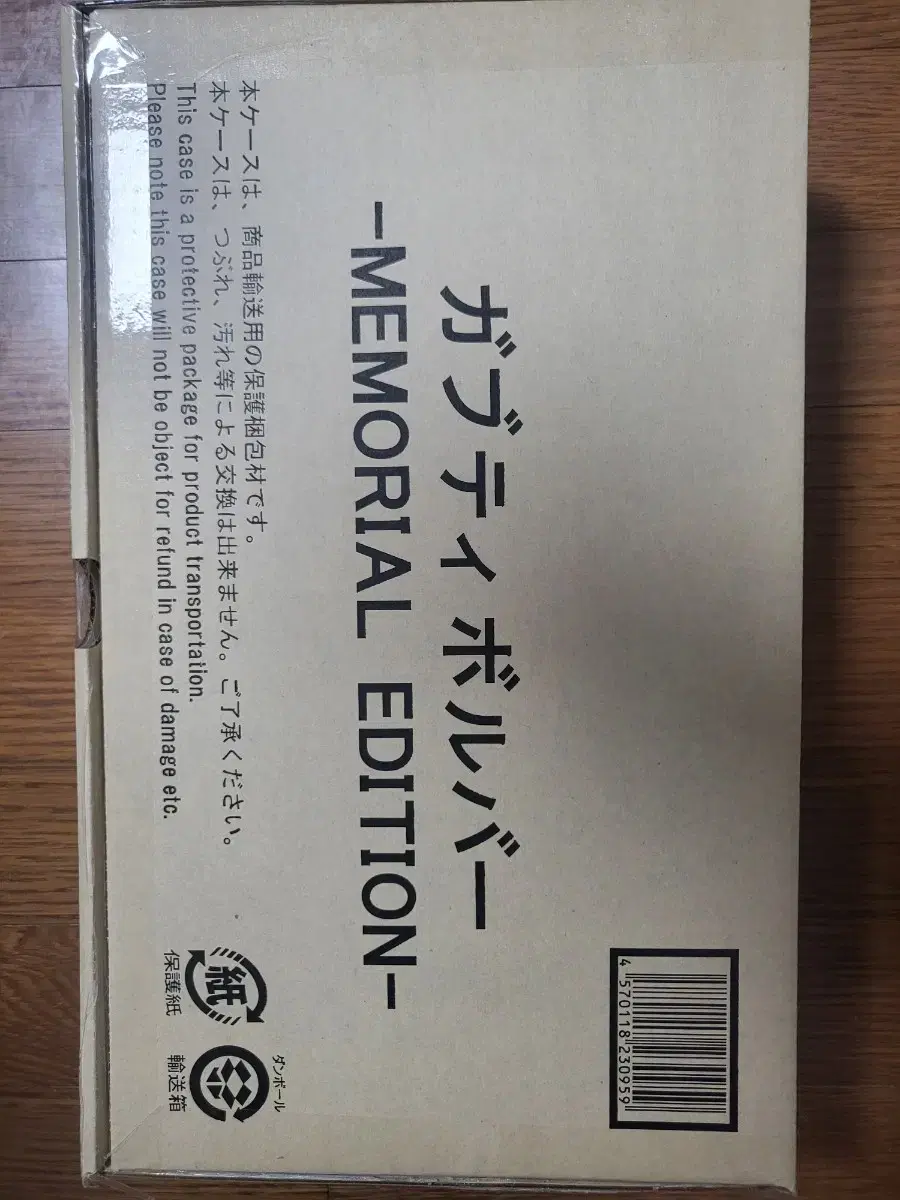 ガブティボルバー
-MEMORIAL EDITION-
本ケースは、商品輸送用の保護梱包材です。
本ケースは、つぶれ、汚れ等による交換は出来ません。ご了承ください。
This case is a protective package for product transportation.
Please note this case will not be object for refund in case of damage etc.
紙
保護紙
ダンボール
輸送箱
4 570118 230959